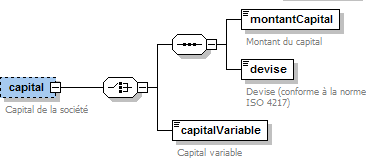 montantCapital
Montant du capital
devise
Devise (conforme à la norme
ISO 4217)
capital
Capital de la société
capitalVariable
Capital variable